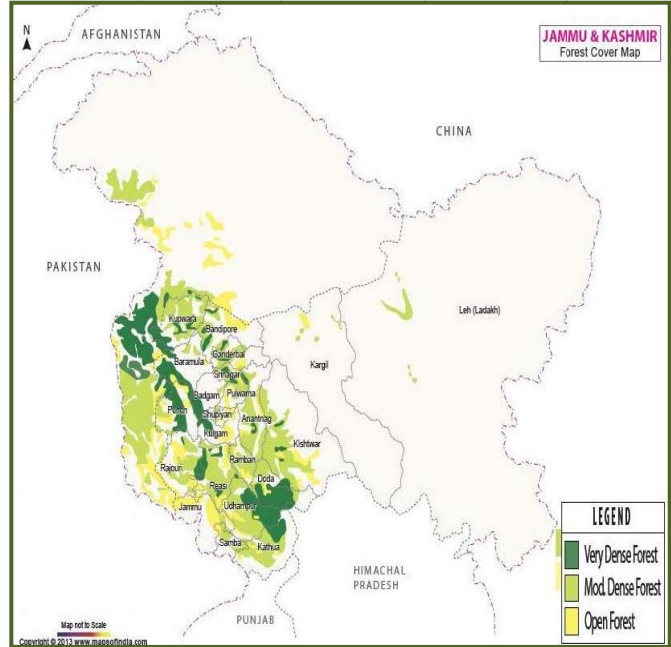 N
AFGHANISTAN
JAMMU & KASHMIR
Forest Cover Map
CHINA
PAKISTAN
Kupwara
Bandipore
Leh (Ladakh)
Baramula
Ganderbal
Srinagar
Kargil
Badgam
Pulwama
Punch
Shupiyan
Anantnag
Kulgam
Kishtwar
Rajouri
Ramban
Reasi
Doda
Jammu
Udhampur
Samba
Kathua
HIMACHAL
PRADESH
PUNJAB
LEGEND
Very Dense Forest
Mod. Dense Forest
Open Forest
Map not to Scale
Copyright © 2013 www.mapsofindia.com